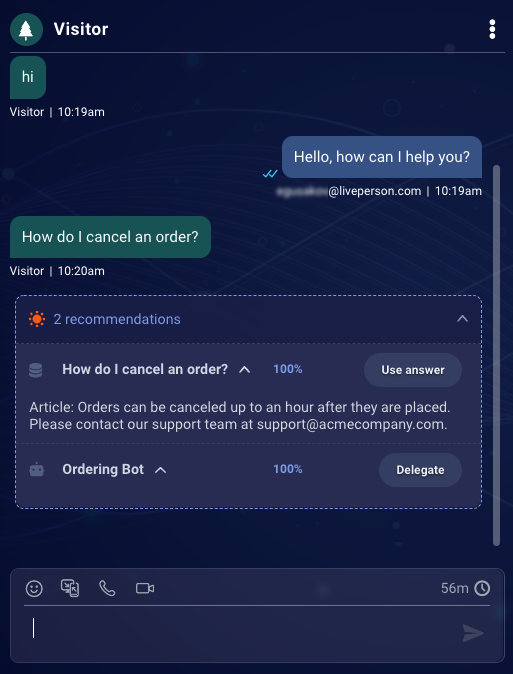 Visitor
hi
Visitor | 10:19am
Hello, how can I help you?
@liveperson.com | 10:19am
How do I cancel an order?
Visitor | 10:20am
2 recommendations
How do I cancel an order? 100% Use answer
Article: Orders can be canceled up to an hour after they are placed.
Please contact our support team at support@acmecompany.com.
Ordering Bot 100% Delegate
56m